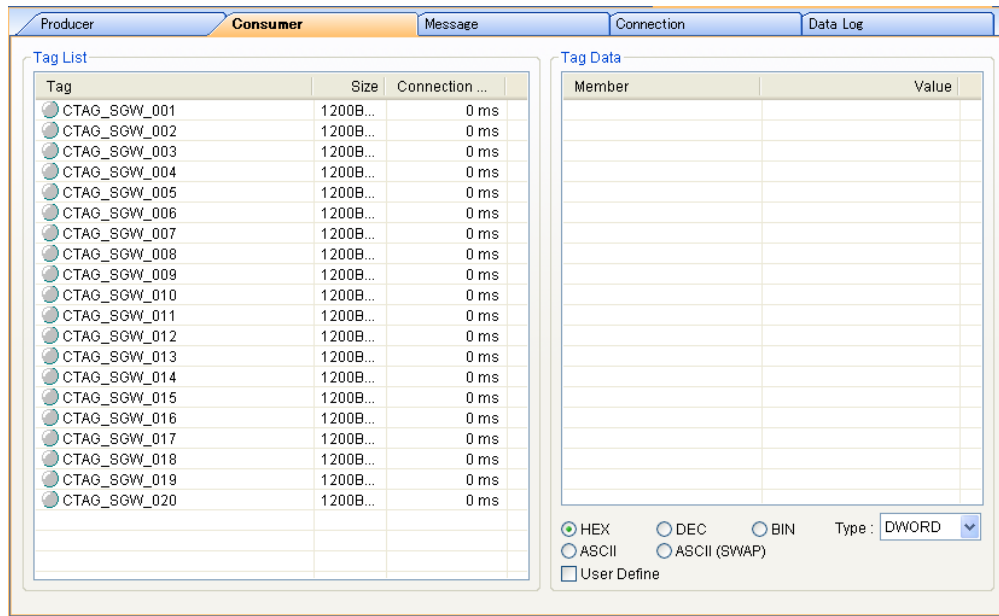 Producer Consumer Message Connection Data Log
Tag List
Tag Size Connection ...
CTAG_SGW_001 1200B... 0 ms
CTAG_SGW_002 1200B... 0 ms
CTAG_SGW_003 1200B... 0 ms
CTAG_SGW_004 1200B... 0 ms
CTAG_SGW_005 1200B... 0 ms
CTAG_SGW_006 1200B... 0 ms
CTAG_SGW_007 1200B... 0 ms
CTAG_SGW_008 1200B... 0 ms
CTAG_SGW_009 1200B... 0 ms
CTAG_SGW_010 1200B... 0 ms
CTAG_SGW_011 1200B... 0 ms
CTAG_SGW_012 1200B... 0 ms
CTAG_SGW_013 1200B... 0 ms
CTAG_SGW_014 1200B... 0 ms
CTAG_SGW_015 1200B... 0 ms
CTAG_SGW_016 1200B... 0 ms
CTAG_SGW_017 1200B... 0 ms
CTAG_SGW_018 1200B... 0 ms
CTAG_SGW_019 1200B... 0 ms
CTAG_SGW_020 1200B... 0 ms
Tag Data
Member Value
HEX DEC BIN Type : DWORD
ASCII ASCII (SWAP)
User Define